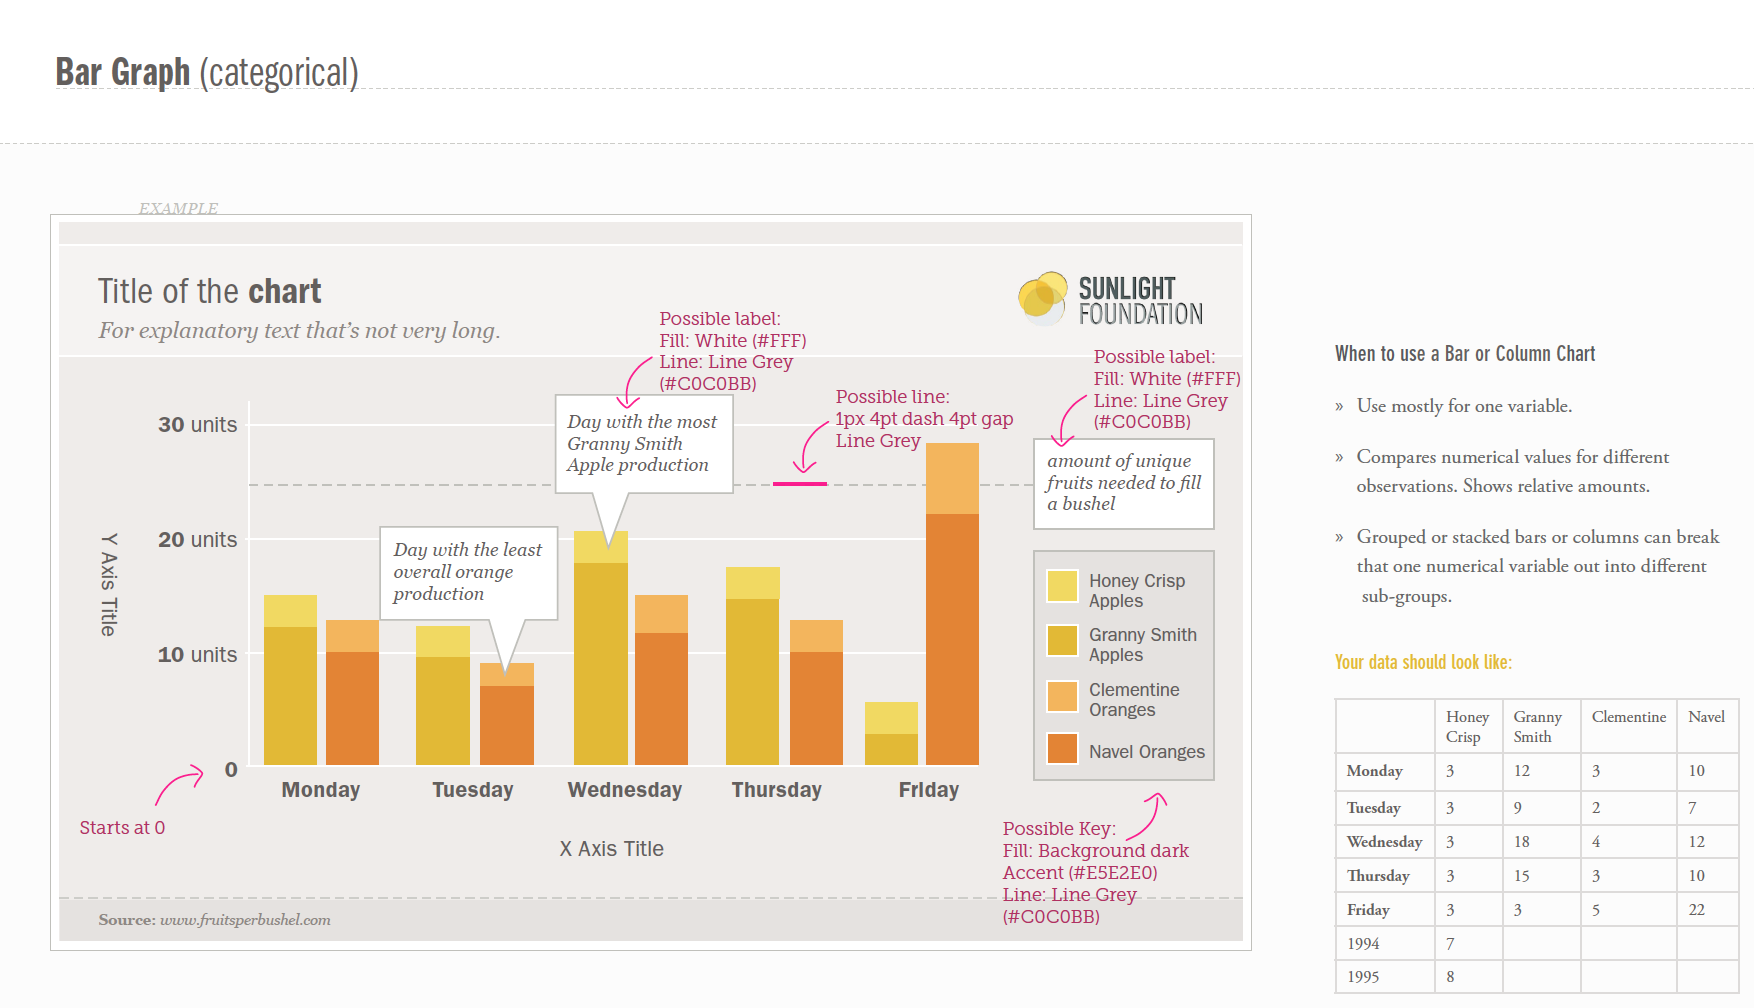 Bar Graph (categorical)
EXAMPLE
Title of the chart
For explanatory text that's not very long.
SUNLIGHT
FOUNDATION
Possible label:
Fill: White (#FFF)
Line: Line Grey
(#C0C0BB)
Possible line:
1px 4pt dash 4pt gap
Line Grey
Possible label:
Fill: White (#FFF)
Line: Line Grey
(#C0C0BB)
Day with the most
Granny Smith
Apple production
amount of unique
fruits needed to fill
a bushel
Day with the least
overall orange
production
Y Axis Title
30 units
20 units
10 units
0
Starts at 0
Monday
Tuesday
Wednesday
Thursday
Friday
X Axis Title
Honey Crisp
Apples
Granny Smith
Apples
Clementine
Oranges
Navel Oranges
Possible Key:
Fill: Background dark
Accent (#E5E2E0)
Line: Line Grey
(#C0C0BB)
Source: www.fruitsperbushel.com
When to use a Bar or Column Chart
» Use mostly for one variable.
» Compares numerical values for different
observations. Shows relative amounts.
» Grouped or stacked bars or columns can break
that one numerical variable out into different
sub-groups.
Your data should look like:
Honey Crisp Granny Smith Clementine Navel
Monday 3 12 3 10
Tuesday 3 9 2 7
Wednesday 3 18 4 12
Thursday 3 15 3 10
Friday 3 3 5 22
1994 7
1995 8